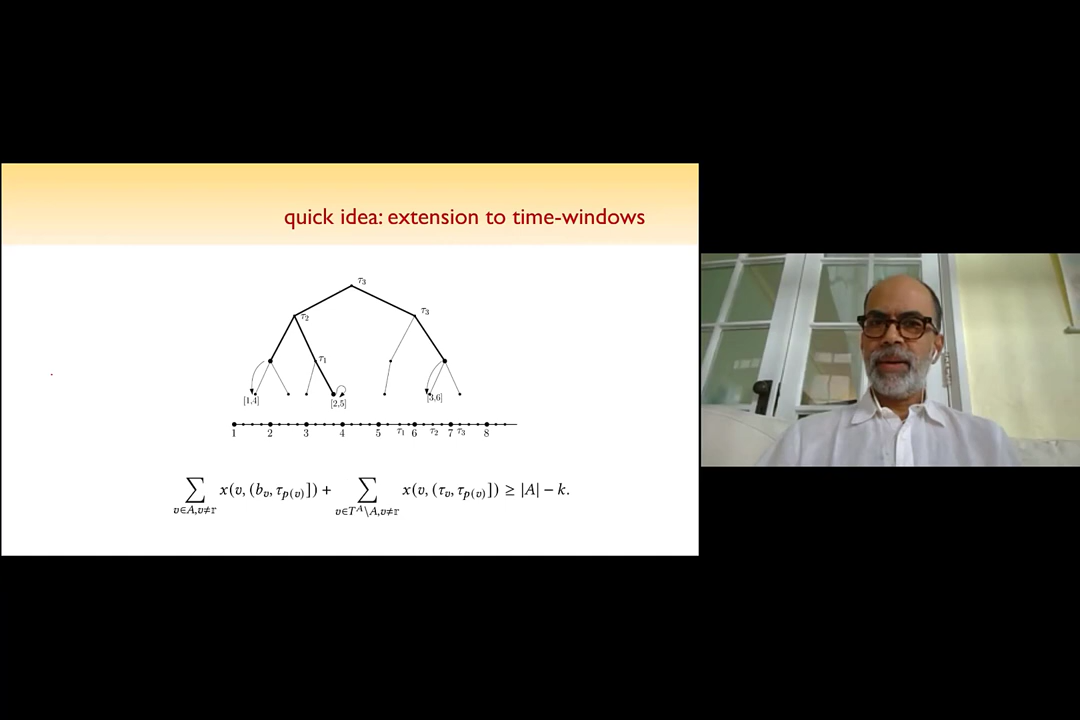 quick idea: extension to time-windows
τ₃
τ₂ τ₃
τ₁
[1,4] [2,5] [3,6]
1 2 3 4 5 τ₁ 6 τ₂ 7 τ₃ 8
∑_{v∈A,v≠r} x(v,(b_v,τ_{p(v)}]) + ∑_{v∈T^A\A,v≠r} x(v,(τ_v,τ_{p(v)}]) ≥ |A| − k.